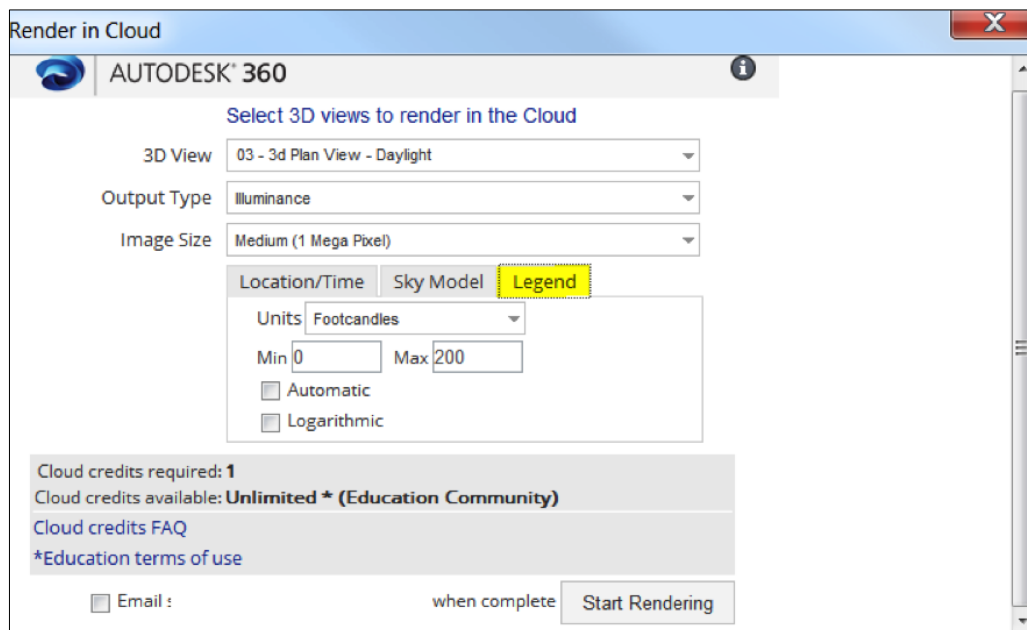 Render in Cloud
AUTODESK® 360
Select 3D views to render in the Cloud
3D View 03 - 3d Plan View - Daylight
Output Type Illuminance
Image Size Medium (1 Mega Pixel)
Location/Time Sky Model Legend
Units Footcandles
Min 0 Max 200
Automatic
Logarithmic
Cloud credits required: 1
Cloud credits available: Unlimited * (Education Community)
Cloud credits FAQ
*Education terms of use
Email when complete Start Rendering